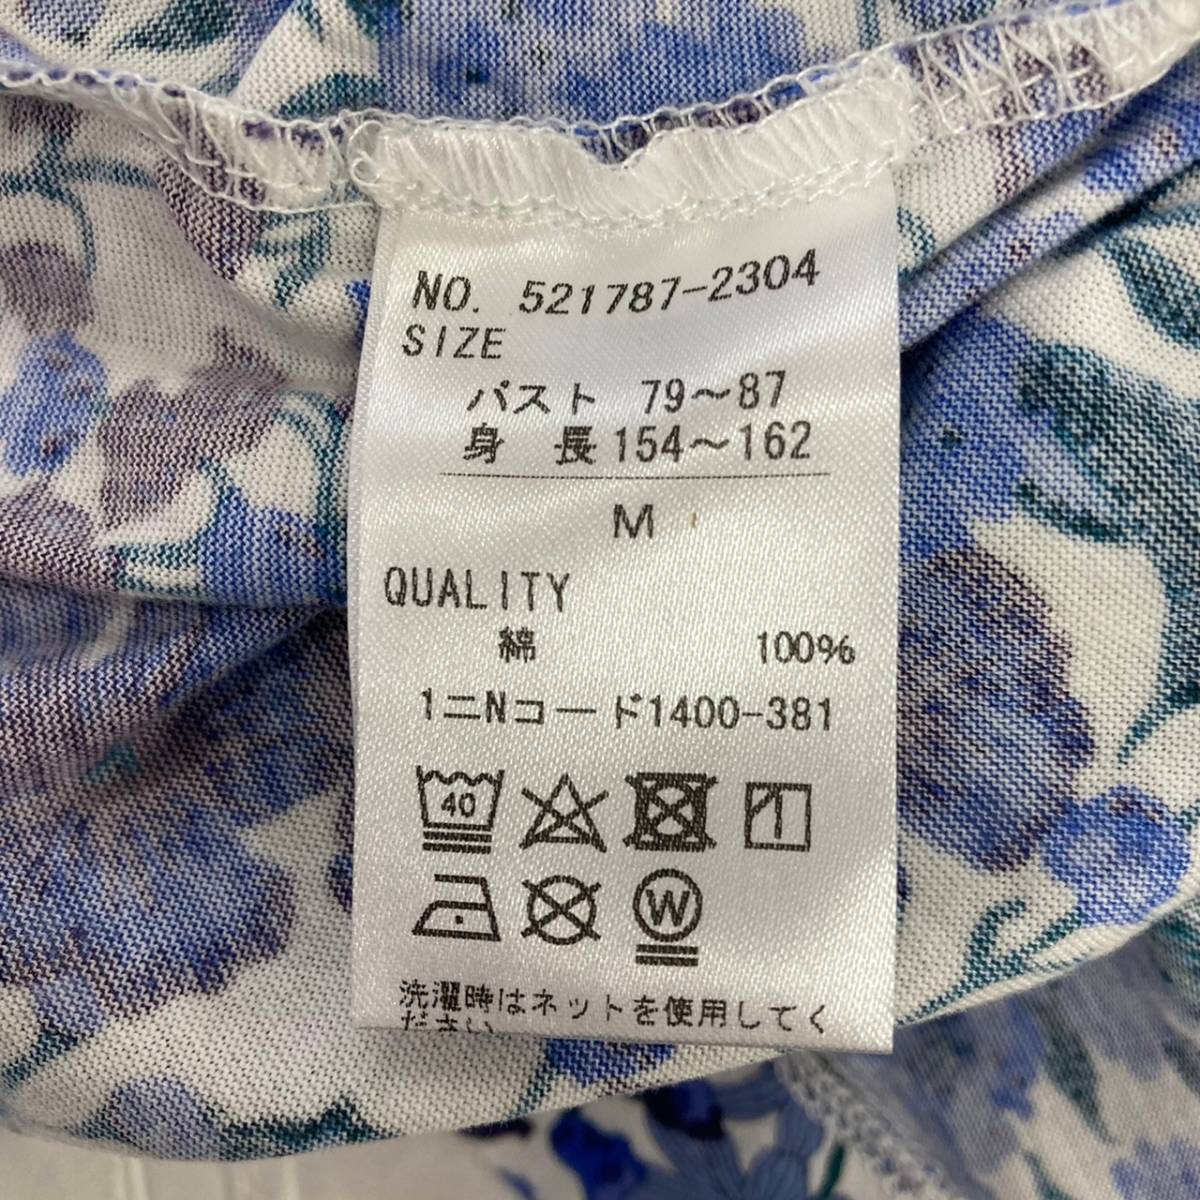 NO. 521787-2304
SIZE
バスト 79～87
身 長 154～162
M
QUALITY
綿 100%
1ニNコード1400-381
40
W
洗濯時はネットを使用してく
ださい